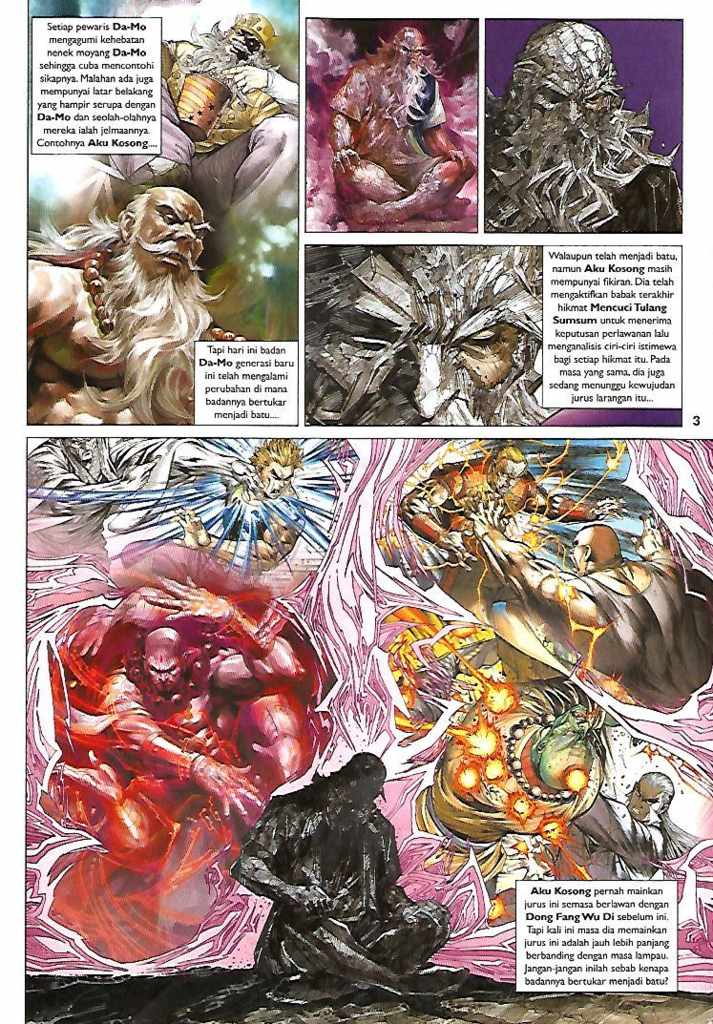 Setiap pewaris Da-Mo
mengagumi kehebatan
nenek moyang Da-Mo
sehingga cuba mencontohi
sikapnya. Malahan ada juga
mempunyai latar belakang
yang hampir serupa dengan
Da-Mo dan seolah-olahnya
mereka ialah jelmaannya.
Contohnya Aku Kosong....
Tapi hari ini badan
Da-Mo generasi baru
ini telah mengalami
perubahan di mana
badannya bertukar
menjadi batu....
Walaupun telah menjadi batu,
namun Aku Kosong masih
mempunyai fikiran. Dia telah
mengaktifkan babak terakhir
hikmat Mencuci Tulang
Sumsum untuk menerima
keputusan perlawanan lalu
menganalisis ciri-ciri istimewa
bagi setiap hikmat itu. Pada
masa yang sama, dia juga
sedang menunggu kewujudan
jurus larangan itu...
3
Aku Kosong pernah mainkan
jurus ini semasa berlawan dengan
Dong Fang Wu Di sebelum ini.
Tapi kali ini masa dia memainkan
jurus ini adalah jauh lebih panjang
berbanding dengan masa lampau.
Jangan-jangan inilah sebab kenapa
badannya bertukar menjadi batu?